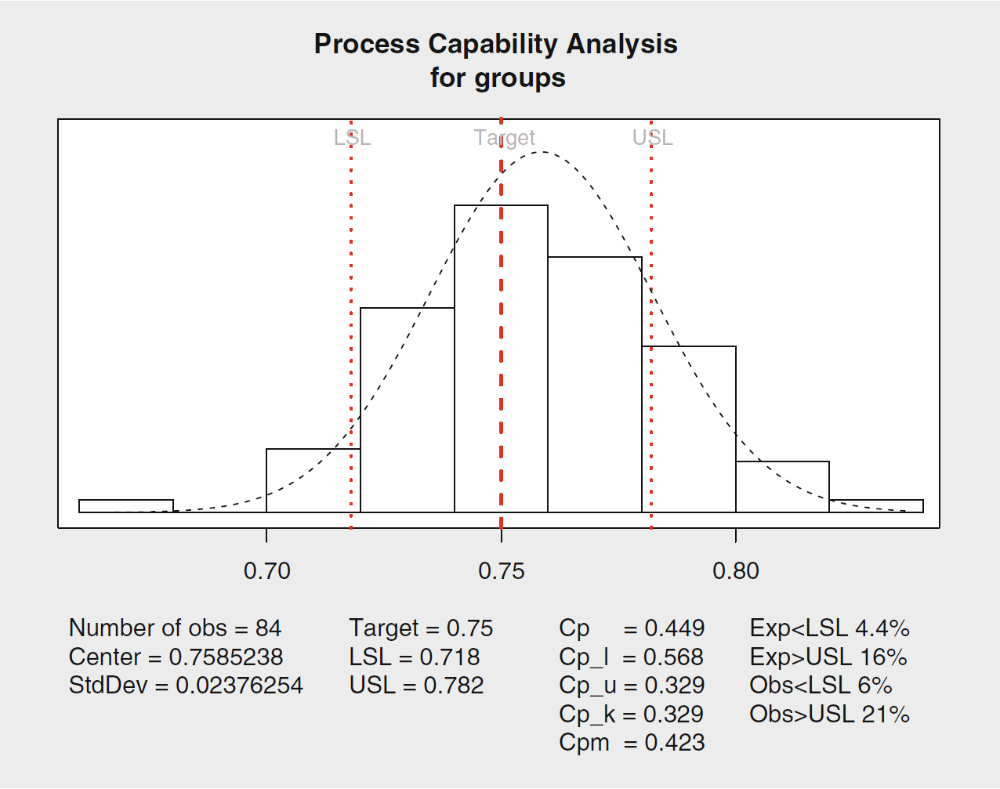 Process Capability Analysis
for groups
LSL
Target
USL
0.70
0.75
0.80
Number of obs = 84
Center = 0.7585238
StdDev = 0.02376254
Target = 0.75
LSL = 0.718
USL = 0.782
Cp = 0.449
Cp_l = 0.568
Cp_u = 0.329
Cp_k = 0.329
Cpm = 0.423
Exp<LSL 4.4%
Exp>USL 16%
Obs<LSL 6%
Obs>USL 21%